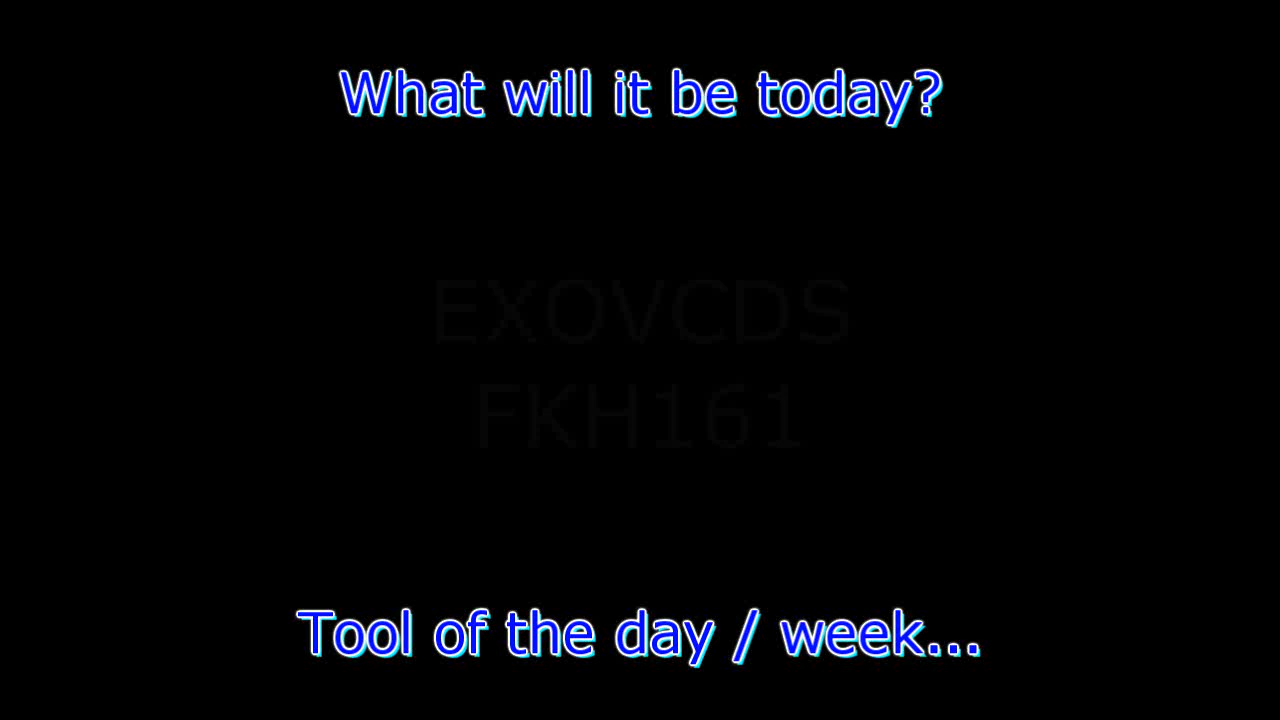 What will it be today?
EXOVCDS
FKH161
Tool of the day / week...